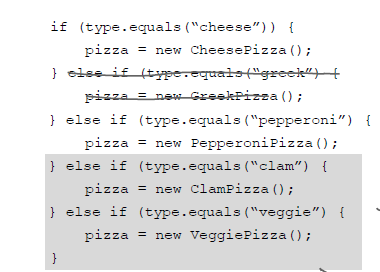 if (type.equals(“cheese”)) {
pizza = new CheesePizza();
} else if (type.equals(“greek”) {
pizza = new GreekPizza();
} else if (type.equals(“pepperoni”) {
pizza = new PepperoniPizza();
} else if (type.equals(“clam”) {
pizza = new ClamPizza();
} else if (type.equals(“veggie”) {
pizza = new VeggiePizza();
}